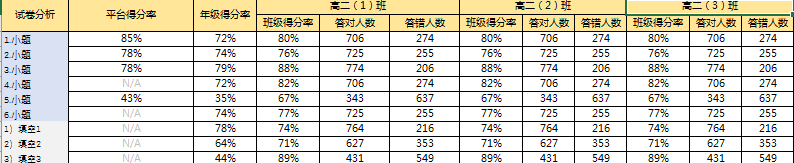 试卷分析 平台得分率 年级得分率 高二（1）班 高二（2）班 高二（3）班
班级得分率 答对人数 答错人数 班级得分率 答对人数 答错人数 班级得分率 答对人数 答错人数
1.小题 85% 72% 80% 706 274 80% 706 274 80% 706 274
2.小题 78% 74% 76% 725 255 76% 725 255 76% 725 255
3.小题 78% 79% 88% 774 206 88% 774 206 88% 774 206
4.小题 N/A 72% 82% 706 274 82% 706 274 82% 706 274
5.小题 43% 35% 67% 343 637 67% 343 637 67% 343 637
6.小题 N/A 74% 77% 725 255 77% 725 255 77% 725 255
1）填空1 N/A 78% 74% 764 216 74% 764 216 74% 764 216
2）填空2 N/A 64% 71% 627 353 71% 627 353 71% 627 353
3）填空3 N/A 44% 89% 431 549 89% 431 549 89% 431 549